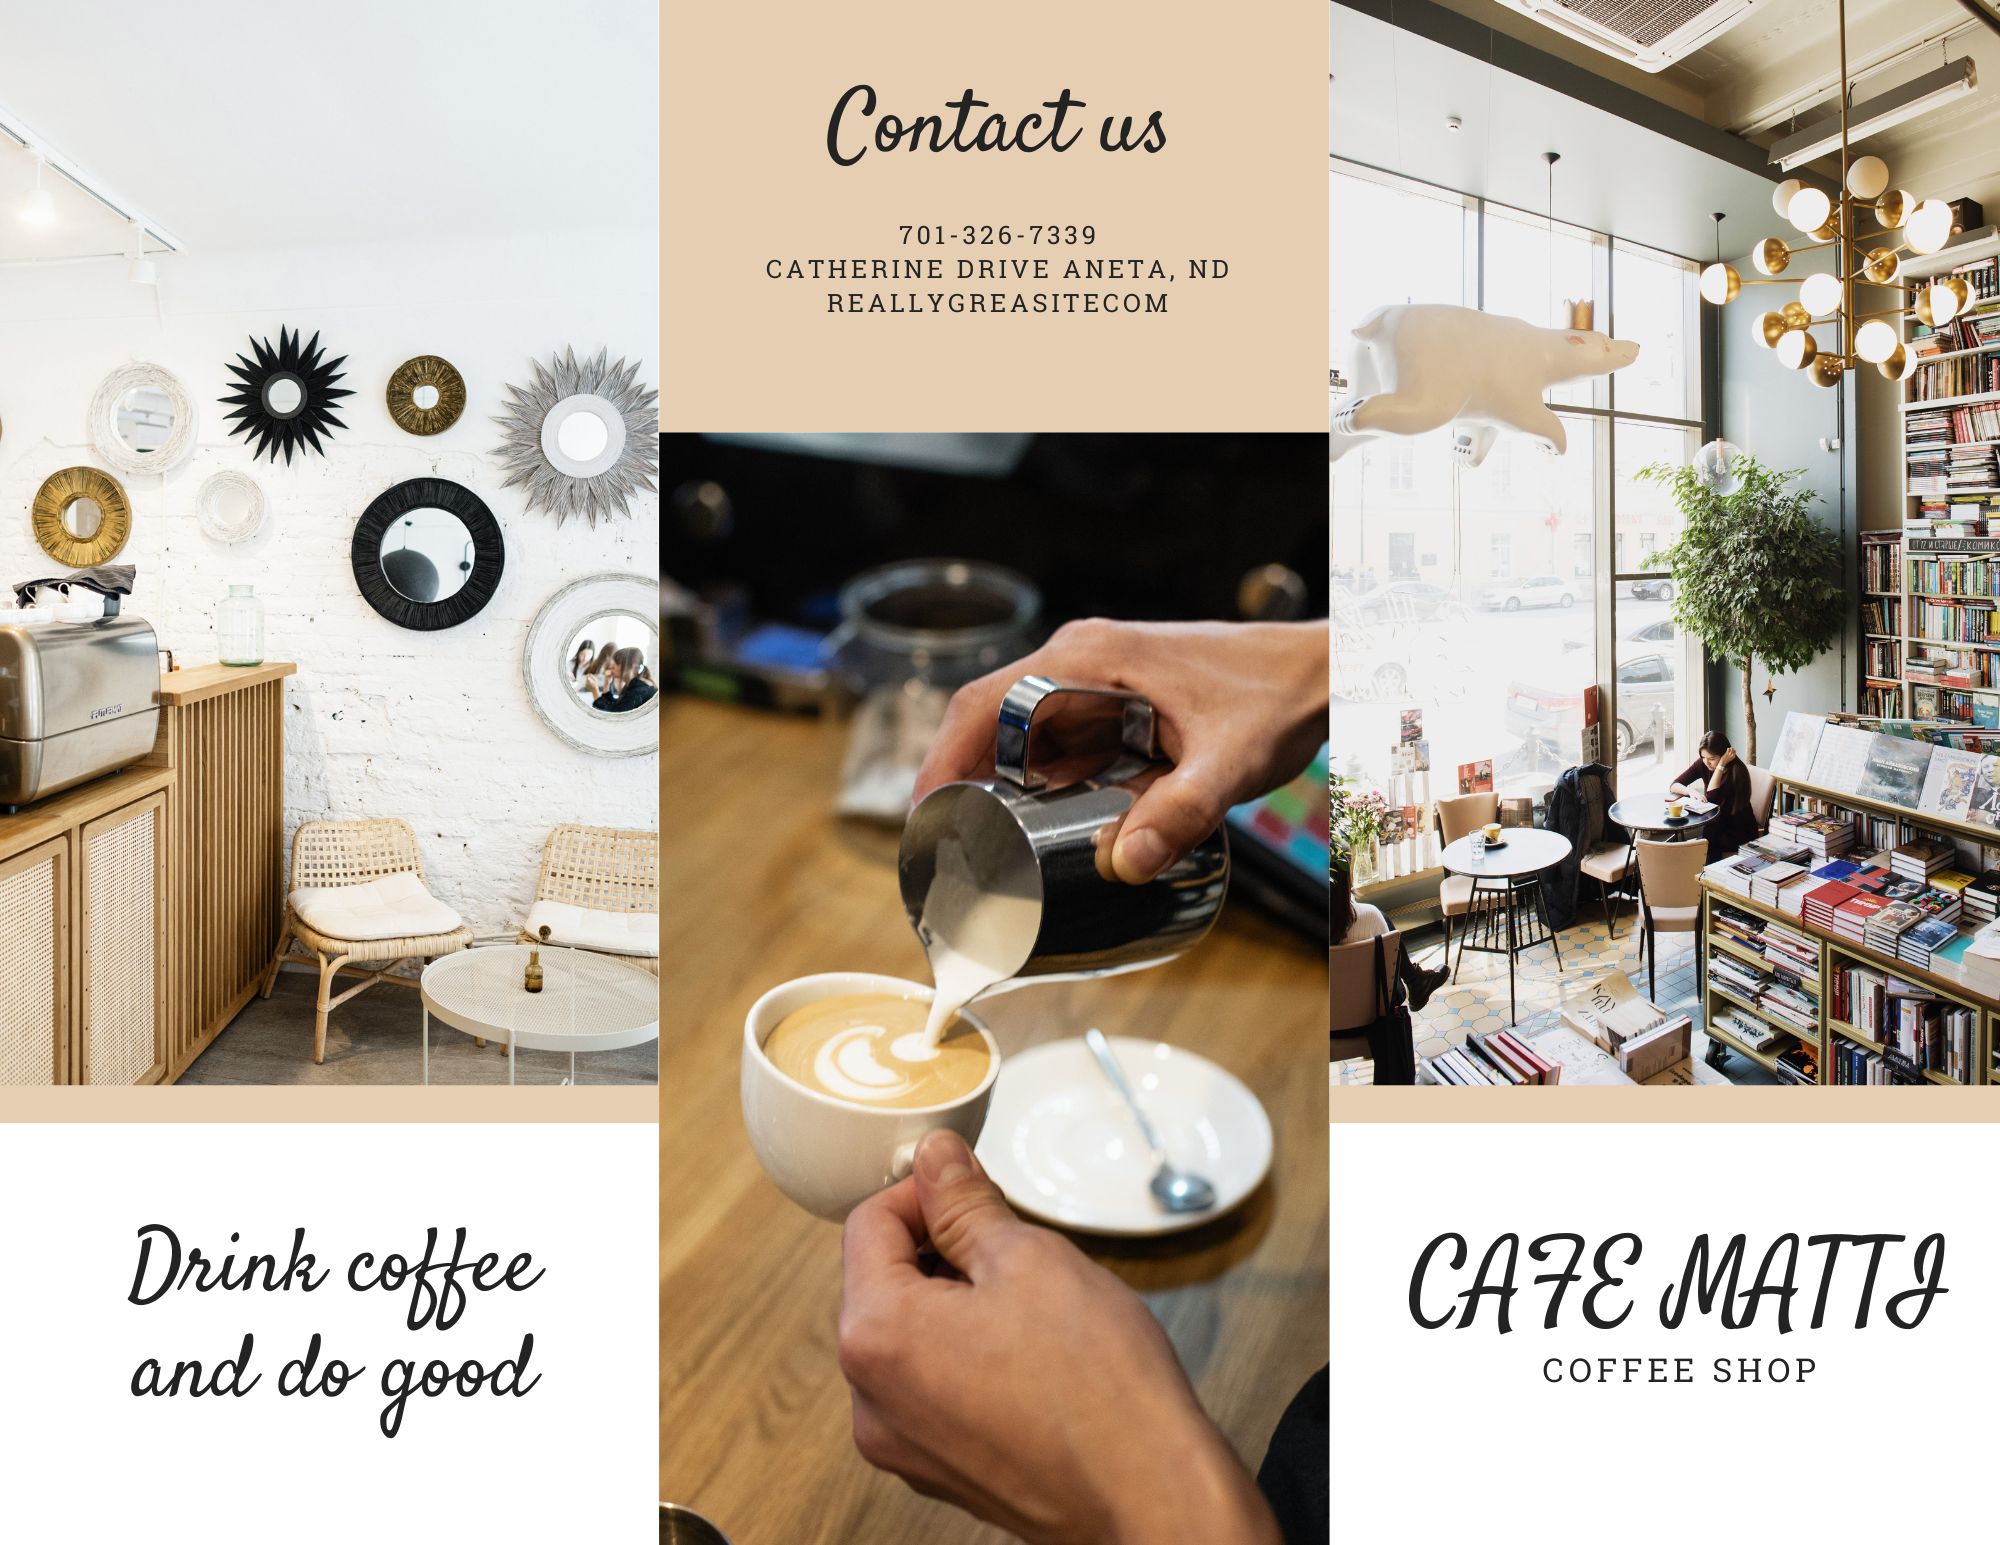 Contact us
701-326-7339
CATHERINE DRIVE ANETA, ND
REALLYGREASITECOM
Drink coffee
and do good
CAFE MATTI
COFFEE SHOP